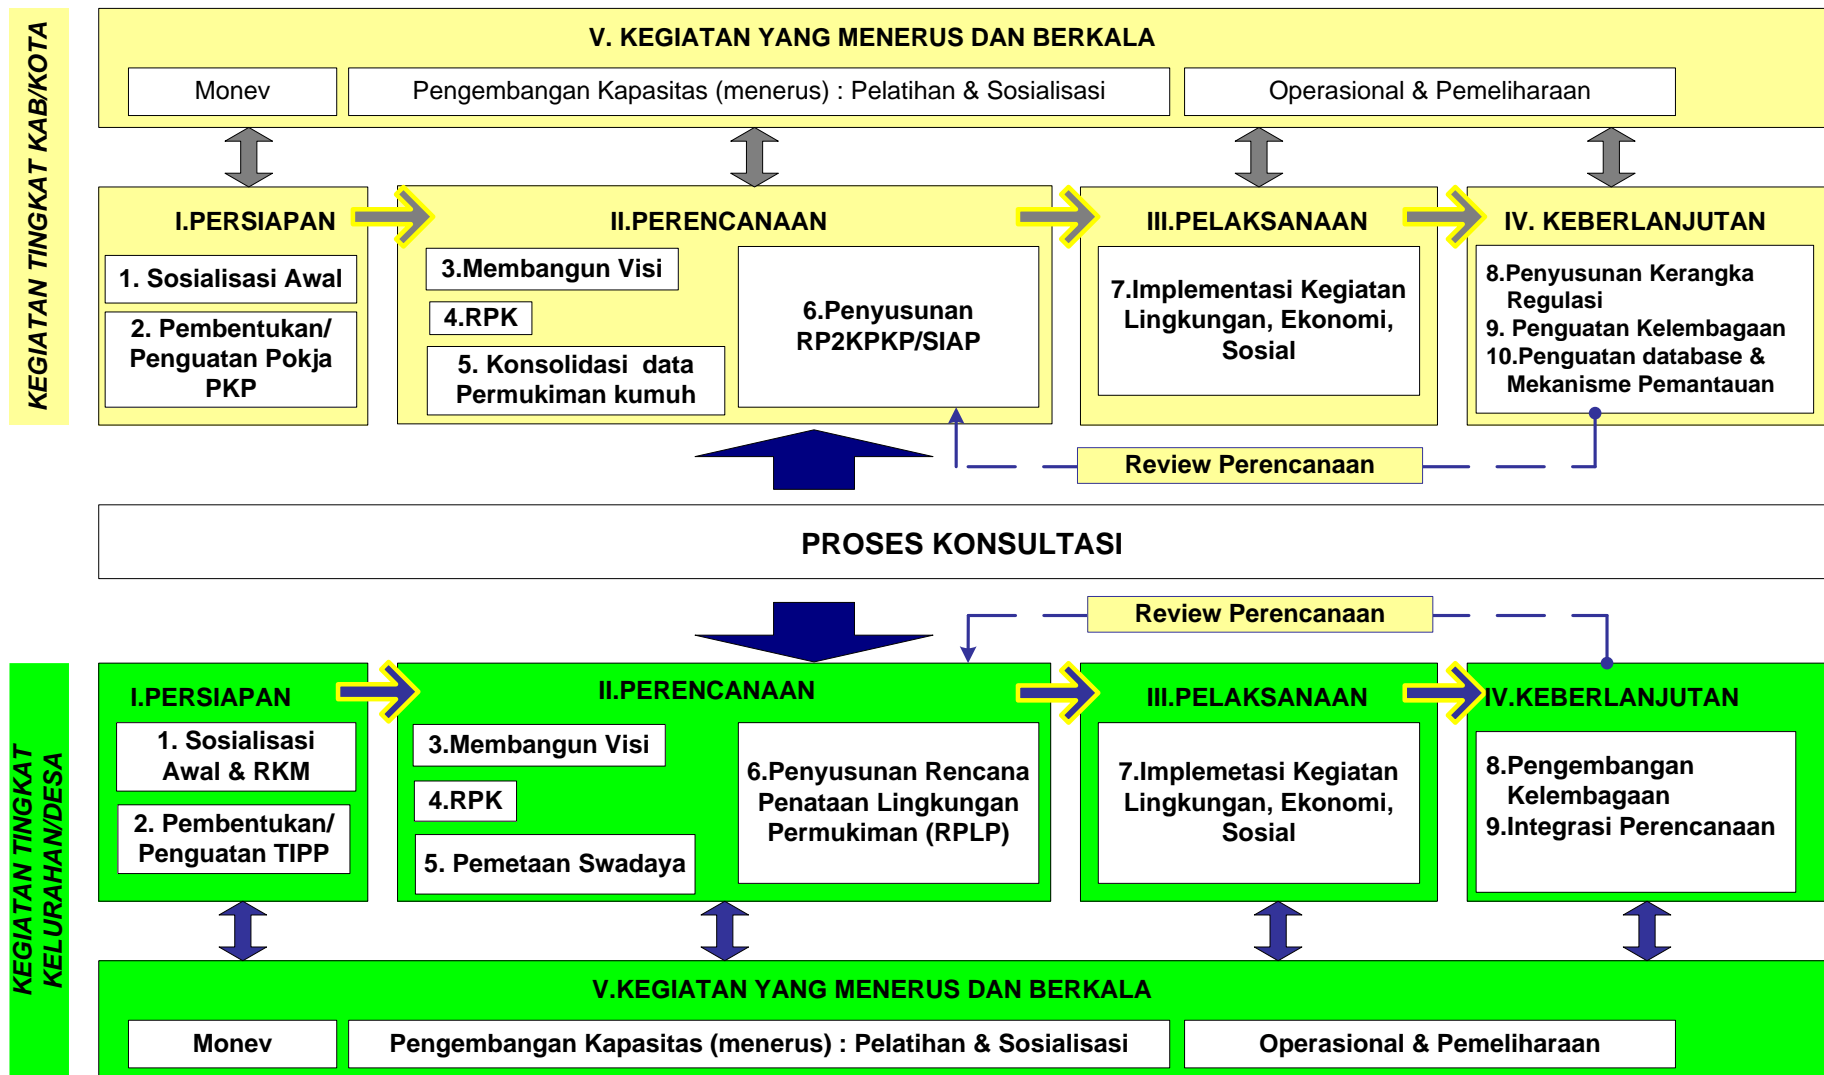 KEGIATAN TINGKAT KAB/KOTA
V. KEGIATAN YANG MENERUS DAN BERKALA
Monev
Pengembangan Kapasitas (menerus) : Pelatihan & Sosialisasi
Operasional & Pemeliharaan
I.PERSIAPAN
1. Sosialisasi Awal
2. Pembentukan/
Penguatan Pokja
PKP
II.PERENCANAAN
3.Membangun Visi
4.RPK
5. Konsolidasi data
Permukiman kumuh
6.Penyusunan
RP2KPKP/SIAP
III.PELAKSANAAN
7.Implementasi Kegiatan
Lingkungan, Ekonomi,
Sosial
IV. KEBERLANJUTAN
8.Penyusunan Kerangka
Regulasi
9. Penguatan Kelembagaan
10.Penguatan database &
Mekanisme Pemantauan
Review Perencanaan
PROSES KONSULTASI
Review Perencanaan
KEGIATAN TINGKAT
KELURAHAN/DESA
I.PERSIAPAN
1. Sosialisasi
Awal & RKM
2. Pembentukan/
Penguatan TIPP
II.PERENCANAAN
3.Membangun Visi
4.RPK
5. Pemetaan Swadaya
6.Penyusunan Rencana
Penataan Lingkungan
Permukiman (RPLP)
III.PELAKSANAAN
7.Implemetasi Kegiatan
Lingkungan, Ekonomi,
Sosial
IV.KEBERLANJUTAN
8.Pengembangan
Kelembagaan
9.Integrasi Perencanaan
V.KEGIATAN YANG MENERUS DAN BERKALA
Monev
Pengembangan Kapasitas (menerus) : Pelatihan & Sosialisasi
Operasional & Pemeliharaan